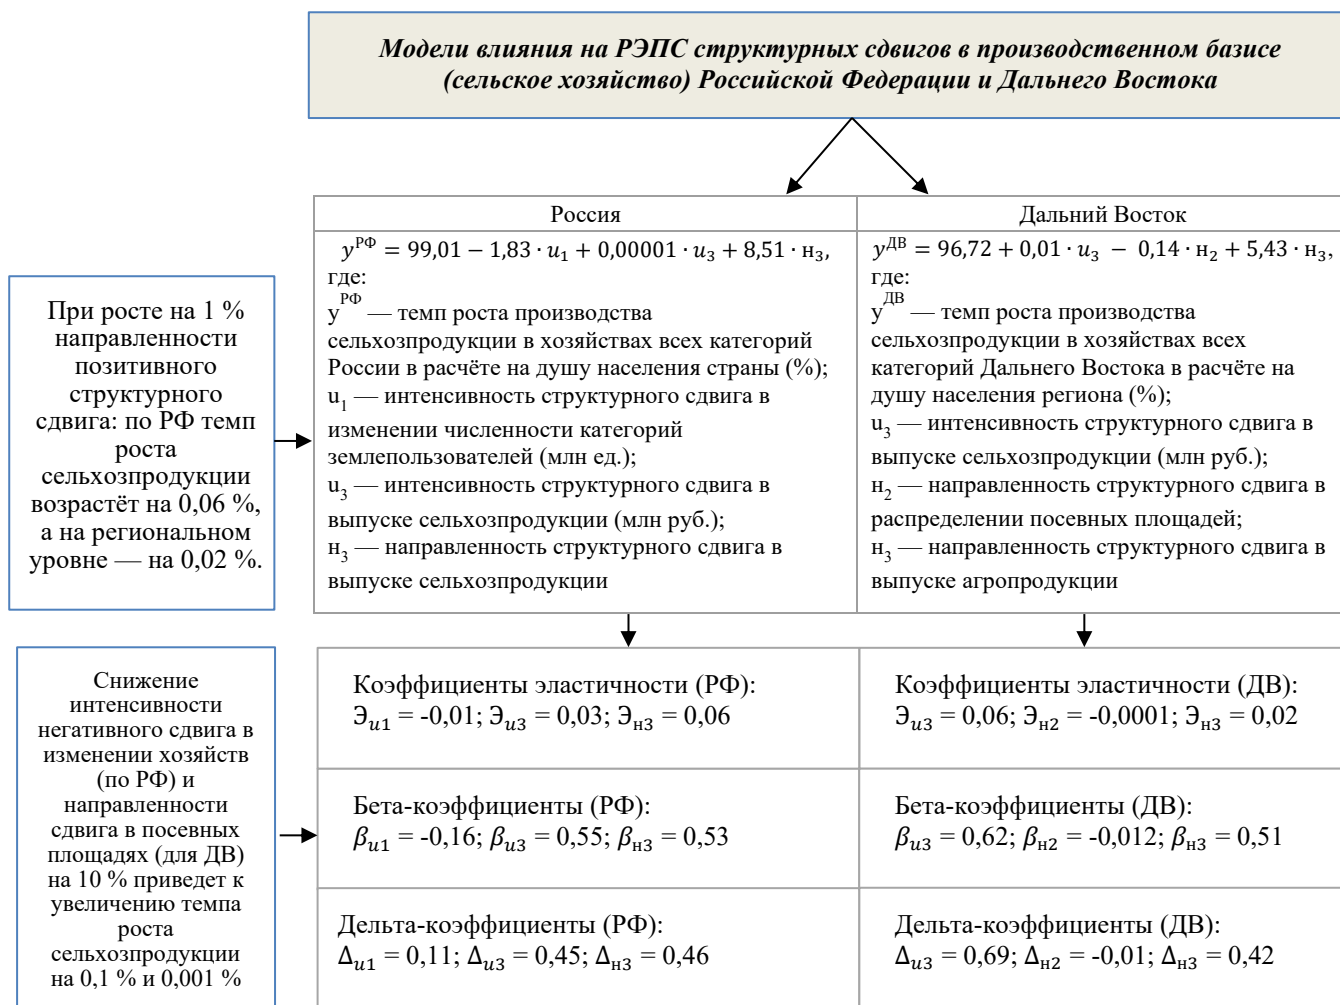 Модели влияния на РЭПС структурных сдвигов в производственном базисе
(сельское хозяйство) Российской Федерации и Дальнего Востока
При росте на 1 %
направленности
позитивного
структурного
сдвига: по РФ темп
роста
сельхозпродукции
возрастёт на 0,06 %,
а на региональном
уровне — на 0,02 %.
Россия
y^РФ = 99,01 − 1,83 · u₁ + 0,00001 · u₃ + 8,51 · н₃,
где:
у^РФ — темп роста производства
сельхозпродукции в хозяйствах всех категорий
России в расчёте на душу населения страны (%);
u₁ — интенсивность структурного сдвига в
изменении численности категорий
землепользователей (млн ед.);
u₃ — интенсивность структурного сдвига в
выпуске сельхозпродукции (млн руб.);
н₃ — направленность структурного сдвига в
выпуске сельхозпродукции
Дальний Восток
y^ДВ = 96,72 + 0,01 · u₃ − 0,14 · н₂ + 5,43 · н₃,
где:
у^ДВ — темп роста производства
сельхозпродукции в хозяйствах всех
категорий Дальнего Востока в расчёте на
душу населения региона (%);
u₃ — интенсивность структурного сдвига в
выпуске сельхозпродукции (млн руб.);
н₂ — направленность структурного сдвига в
распределении посевных площадей;
н₃ — направленность структурного сдвига в
выпуске агропродукции
Снижение
интенсивности
негативного сдвига в
изменении хозяйств
(по РФ) и
направленности
сдвига в посевных
площадях (для ДВ)
на 10 % приведет к
увеличению темпа
роста
сельхозпродукции
на 0,1 % и 0,001 %
Коэффициенты эластичности (РФ):
Э_u1 = -0,01; Э_u3 = 0,03; Э_н3 = 0,06
Коэффициенты эластичности (ДВ):
Э_u3 = 0,06; Э_н2 = -0,0001; Э_н3 = 0,02
Бета-коэффициенты (РФ):
β_u1 = -0,16; β_u3 = 0,55; β_н3 = 0,53
Бета-коэффициенты (ДВ):
β_u3 = 0,62; β_н2 = -0,012; β_н3 = 0,51
Дельта-коэффициенты (РФ):
Δ_u1 = 0,11; Δ_u3 = 0,45; Δ_н3 = 0,46
Дельта-коэффициенты (ДВ):
Δ_u3 = 0,69; Δ_н2 = -0,01; Δ_н3 = 0,42